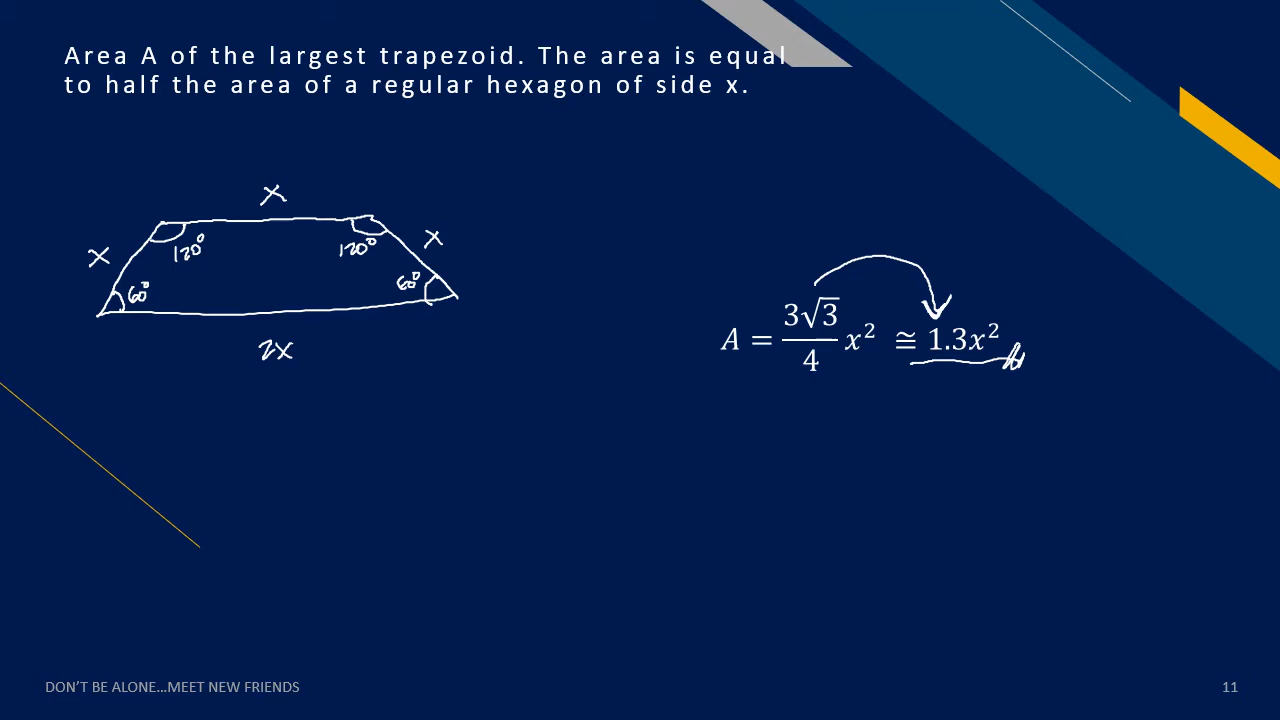 Area A of the largest trapezoid. The area is equal
to half the area of a regular hexagon of side x.
x
x
120°
120°
x
60°
60°
2x
A = 3√3/4 x² ≅ 1.3x²
DON'T BE ALONE…MEET NEW FRIENDS
11